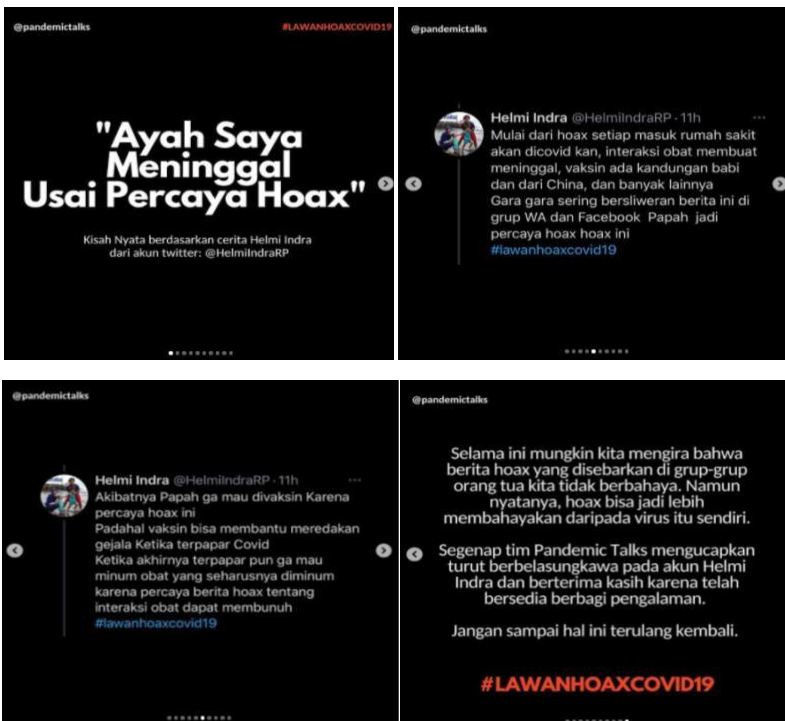 @pandemictalks
#LAWANHOAXCOVID19
"Ayah Saya
Meninggal
Usai Percaya Hoax"
Kisah Nyata berdasarkan cerita Helmi Indra
dari akun twitter: @HelmiIndraRP
@pandemictalks
Helmi Indra @HelmiIndraRP · 11h
Mulai dari hoax setiap masuk rumah sakit
akan dicovid kan, interaksi obat membuat
meninggal, vaksin ada kandungan babi
dan dari China, dan banyak lainnya
Gara gara sering bersliweran berita ini di
grup WA dan Facebook Papah jadi
percaya hoax hoax ini
#lawanhoaxcovid19
@pandemictalks
Helmi Indra @HelmiIndraRP · 11h
Akibatnya Papah ga mau divaksin Karena
percaya hoax ini
Padahal vaksin bisa membantu meredakan
gejala Ketika terpapar Covid
Ketika akhirnya terpapar pun ga mau
minum obat yang seharusnya diminum
karena percaya berita hoax tentang
interaksi obat dapat membunuh
#lawanhoaxcovid19
@pandemictalks
Selama ini mungkin kita mengira bahwa
berita hoax yang disebarkan di grup-grup
orang tua kita tidak berbahaya. Namun
nyatanya, hoax bisa jadi lebih
membahayakan daripada virus itu sendiri.
Segenap tim Pandemic Talks mengucapkan
turut berbelasungkawa pada akun Helmi
Indra dan berterima kasih karena telah
bersedia berbagi pengalaman.
Jangan sampai hal ini terulang kembali.
#LAWANHOAXCOVID19